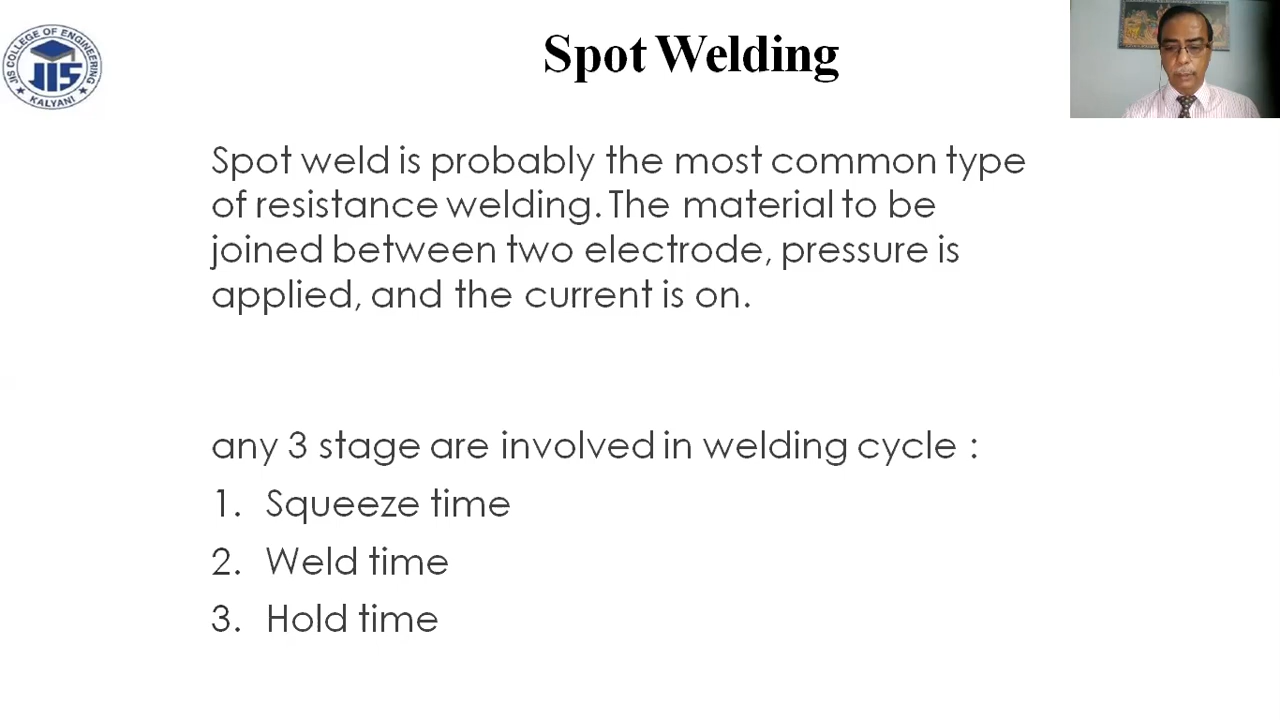 JIS COLLEGE OF ENGINEERING
JIS
KALYANI
Spot Welding
Spot weld is probably the most common type
of resistance welding. The material to be
joined between two electrode, pressure is
applied, and the current is on.
any 3 stage are involved in welding cycle :
1. Squeeze time
2. Weld time
3. Hold time